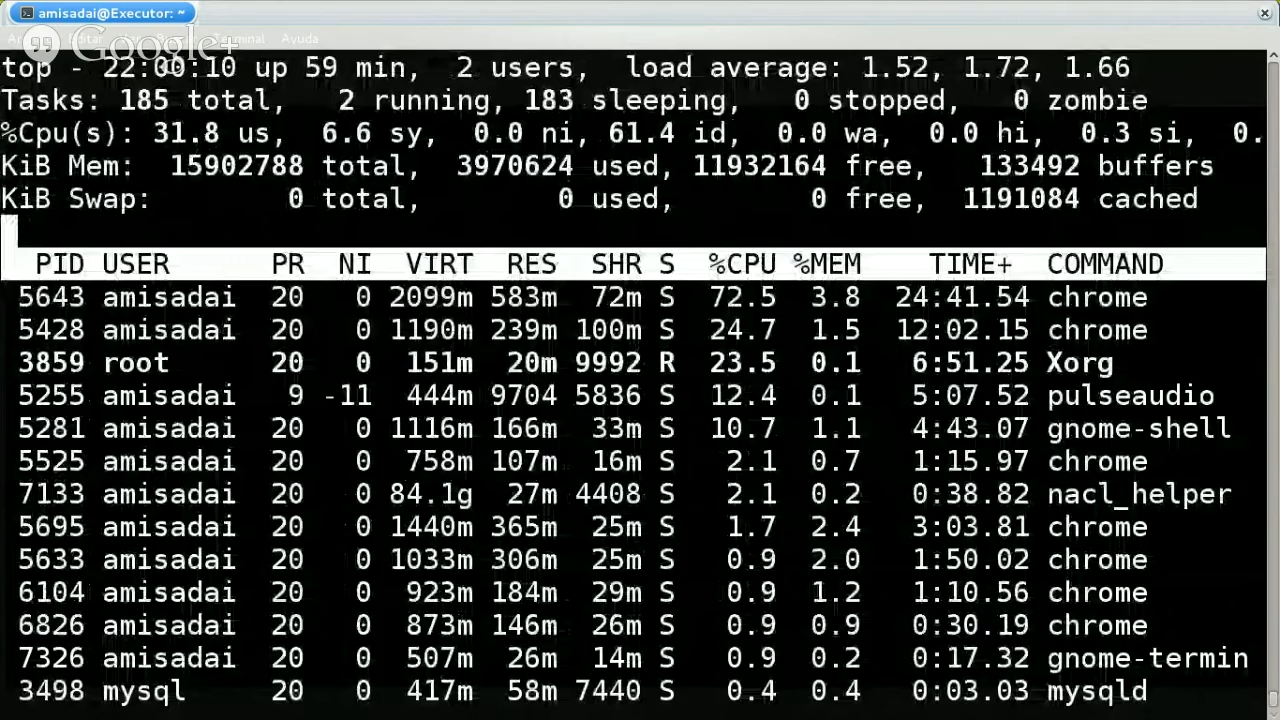 amisadai@Executor: ~
Editar Terminal Ayuda
Google+
top - 22:00:10 up 59 min, 2 users, load average: 1.52, 1.72, 1.66
Tasks: 185 total, 2 running, 183 sleeping, 0 stopped, 0 zombie
%Cpu(s): 31.8 us, 6.6 sy, 0.0 ni, 61.4 id, 0.0 wa, 0.0 hi, 0.3 si, 0.
KiB Mem: 15902788 total, 3970624 used, 11932164 free, 133492 buffers
KiB Swap: 0 total, 0 used, 0 free, 1191084 cached
PID USER PR NI VIRT RES SHR S %CPU %MEM TIME+ COMMAND
5643 amisadai 20 0 2099m 583m 72m S 72.5 3.8 24:41.54 chrome
5428 amisadai 20 0 1190m 239m 100m S 24.7 1.5 12:02.15 chrome
3859 root 20 0 151m 20m 9992 R 23.5 0.1 6:51.25 Xorg
5255 amisadai 9 -11 444m 9704 5836 S 12.4 0.1 5:07.52 pulseaudio
5281 amisadai 20 0 1116m 166m 33m S 10.7 1.1 4:43.07 gnome-shell
5525 amisadai 20 0 758m 107m 16m S 2.1 0.7 1:15.97 chrome
7133 amisadai 20 0 84.1g 27m 4408 S 2.1 0.2 0:38.82 nacl_helper
5695 amisadai 20 0 1440m 365m 25m S 1.7 2.4 3:03.81 chrome
5633 amisadai 20 0 1033m 306m 25m S 0.9 2.0 1:50.02 chrome
6104 amisadai 20 0 923m 184m 29m S 0.9 1.2 1:10.56 chrome
6826 amisadai 20 0 873m 146m 26m S 0.9 0.9 0:30.19 chrome
7326 amisadai 20 0 507m 26m 14m S 0.9 0.2 0:17.32 gnome-termin
3498 mysql 20 0 417m 58m 7440 S 0.4 0.4 0:03.03 mysqld